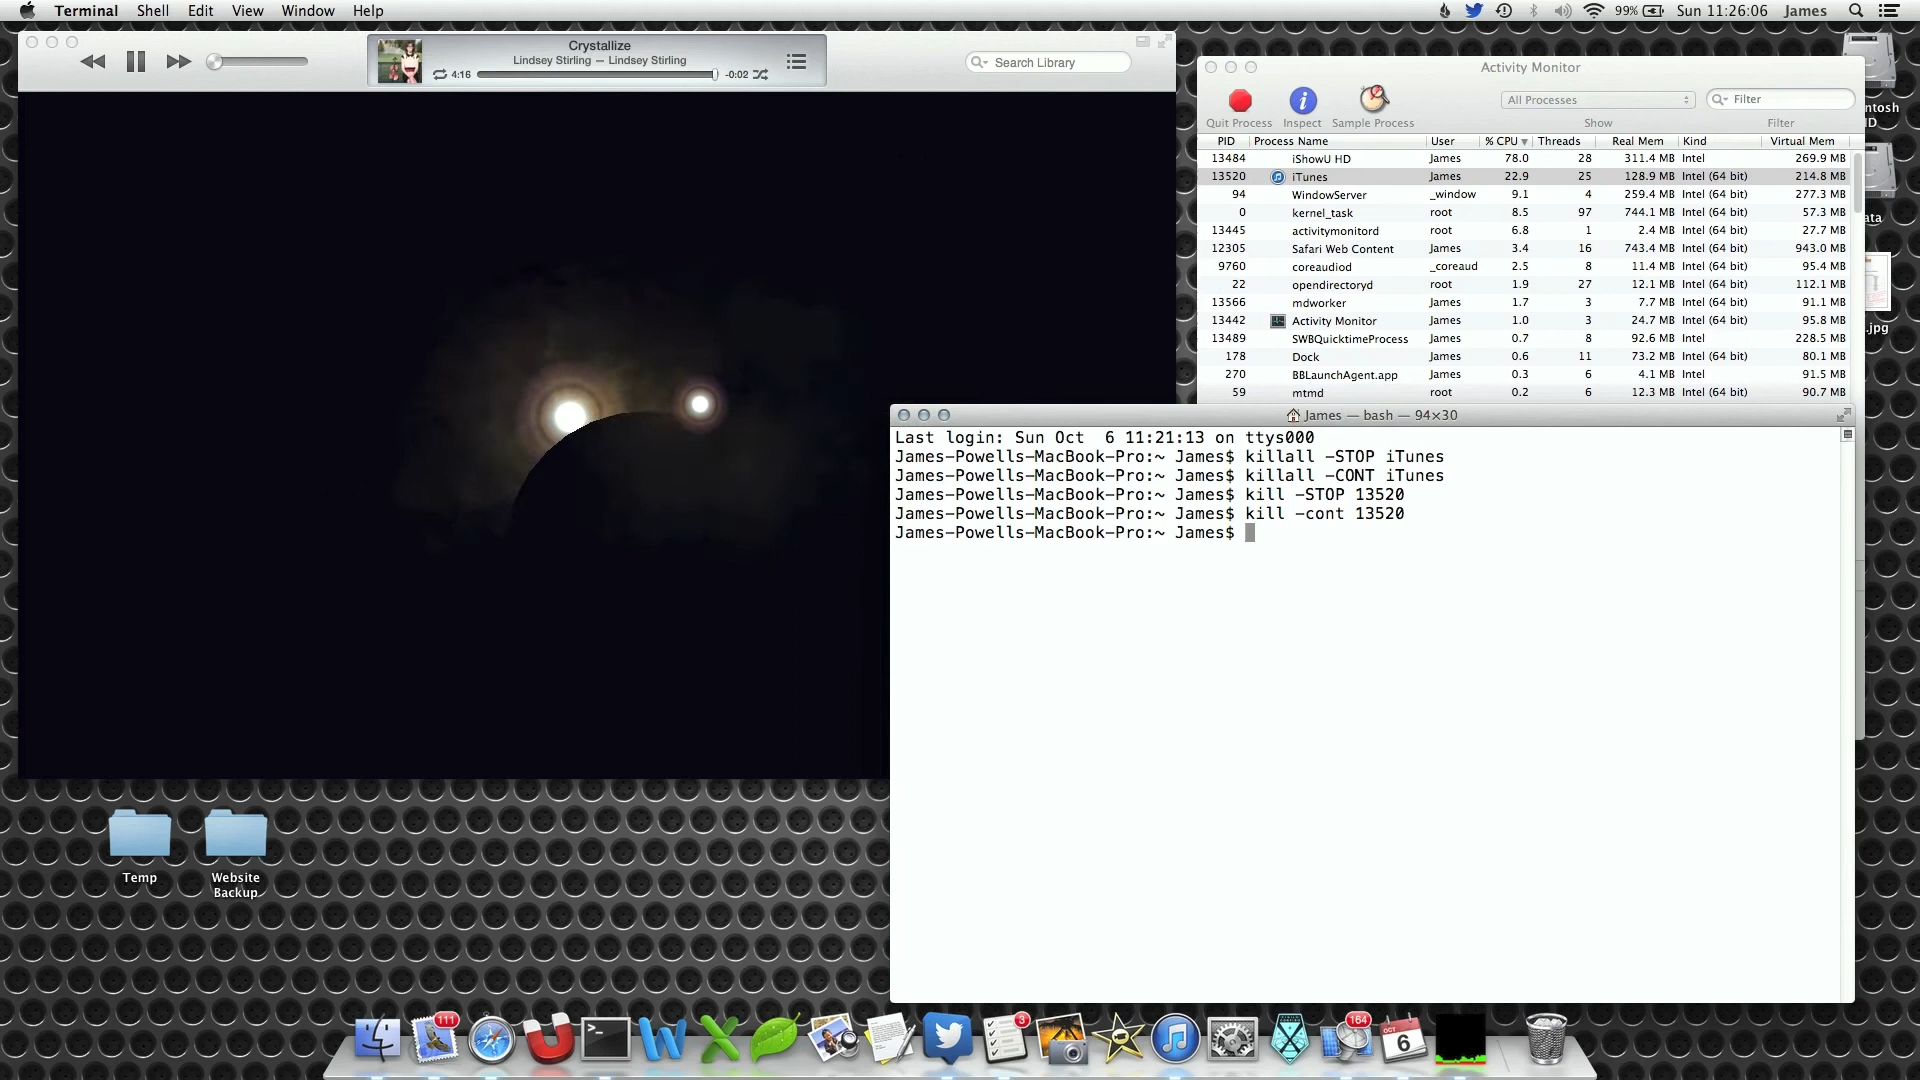 Terminal Shell Edit View Window Help
99% Sun 11:26:06 James
Crystallize
Lindsey Stirling — Lindsey Stirling
4:16 -0:02
Search Library
Activity Monitor
All Processes
Filter
Quit Process Inspect Sample Process Show Filter
PID Process Name User % CPU Threads Real Mem Kind Virtual Mem
13484 iShowU HD James 78.0 28 311.4 MB Intel 269.9 MB
13520 iTunes James 22.9 25 128.9 MB Intel (64 bit) 214.8 MB
94 WindowServer _window 9.1 4 259.4 MB Intel (64 bit) 277.3 MB
0 kernel_task root 8.5 97 744.1 MB Intel (64 bit) 57.3 MB
13445 activitymonitord root 6.8 1 2.4 MB Intel (64 bit) 27.7 MB
12305 Safari Web Content James 3.4 16 743.4 MB Intel (64 bit) 943.0 MB
9760 coreaudiod _coreaud 2.5 8 11.4 MB Intel (64 bit) 95.4 MB
22 opendirectoryd root 1.9 27 12.1 MB Intel (64 bit) 112.1 MB
13566 mdworker James 1.7 3 7.7 MB Intel (64 bit) 91.1 MB
13442 Activity Monitor James 1.0 3 24.7 MB Intel (64 bit) 95.8 MB
13489 SWBQuicktimeProcess James 0.7 8 92.6 MB Intel 228.5 MB
178 Dock James 0.6 11 73.2 MB Intel (64 bit) 80.1 MB
270 BBLaunchAgent.app James 0.3 6 4.1 MB Intel 91.5 MB
59 mtmd root 0.2 6 12.3 MB Intel (64 bit) 90.7 MB
ntosh
D
ata
.jpg
James — bash — 94×30
Last login: Sun Oct  6 11:21:13 on ttys000
James-Powells-MacBook-Pro:~ James$ killall -STOP iTunes
James-Powells-MacBook-Pro:~ James$ killall -CONT iTunes
James-Powells-MacBook-Pro:~ James$ kill -STOP 13520
James-Powells-MacBook-Pro:~ James$ kill -cont 13520
James-Powells-MacBook-Pro:~ James$
Temp
Website
Backup
111
3
164
OCT
6